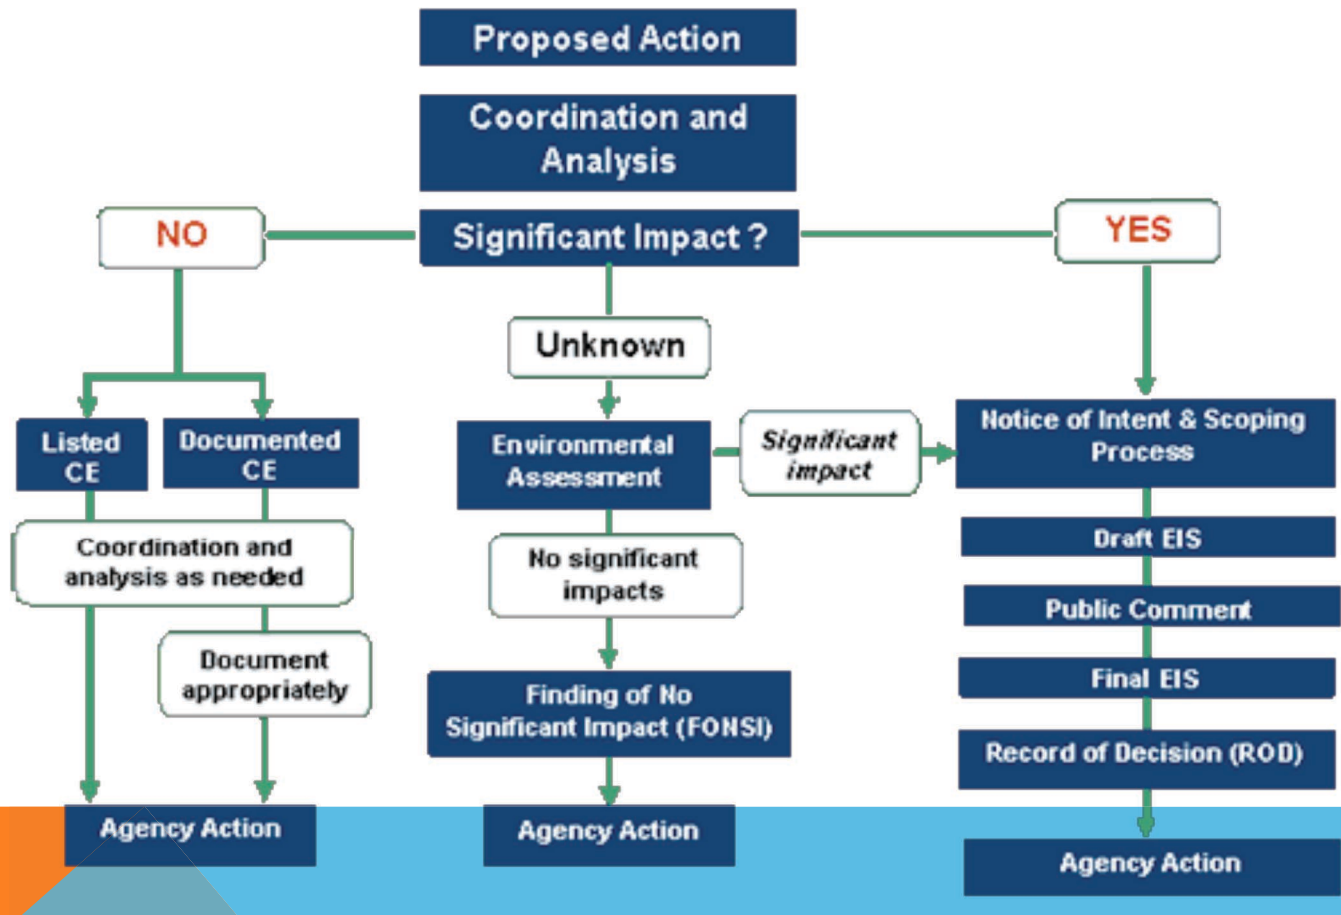 Proposed Action
Coordination and
Analysis
Significant Impact ?
NO
YES
Unknown
Listed
CE
Documented
CE
Environmental
Assessment
Significant
impact
Notice of Intent & Scoping
Process
Coordination and
analysis as needed
No significant
impacts
Draft EIS
Public Comment
Document
appropriately
Finding of No
Significant Impact (FONSI)
Final EIS
Record of Decision (ROD)
Agency Action
Agency Action
Agency Action